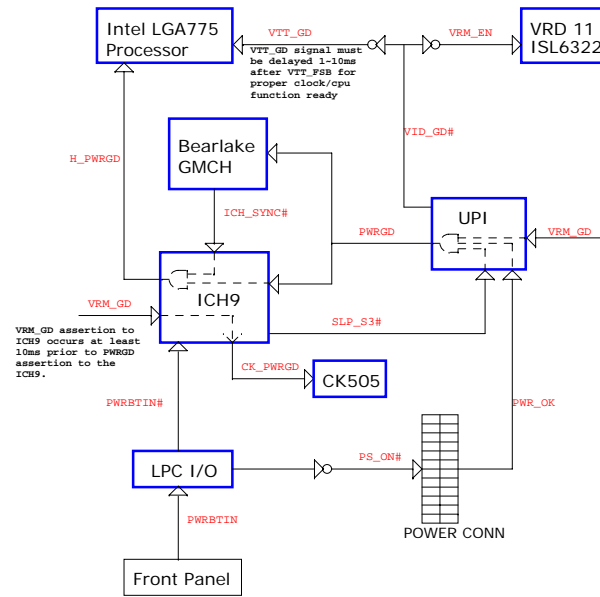 Intel LGA775
Processor
VTT_GD
VTT_GD signal must
be delayed 1~10ms
after VTT_FSB for
proper clock/cpu
function ready
VRM_EN
VRD 11
ISL6322
H_PWRGD
Bearlake
GMCH
VID_GD#
ICH_SYNC#
PWRGD
UPI
VRM_GD
ICH9
VRM_GD
VRM_GD assertion to
ICH9 occurs at least
10ms prior to PWRGD
assertion to the
ICH9.
SLP_S3#
CK_PWRGD
CK505
PWRBTIN#
PWR_OK
LPC I/O
PS_ON#
PWRBTIN
POWER CONN
Front Panel